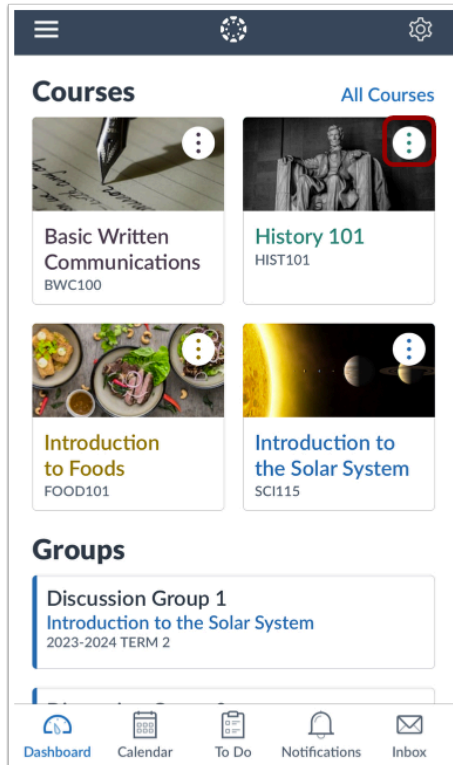 Courses
All Courses
Basic Written
Communications
BWC100
History 101
HIST101
Introduction
to Foods
FOOD101
Introduction to
the Solar System
SCI115
Groups
Discussion Group 1
Introduction to the Solar System
2023-2024 TERM 2
Dashboard
Calendar
To Do
Notifications
Inbox